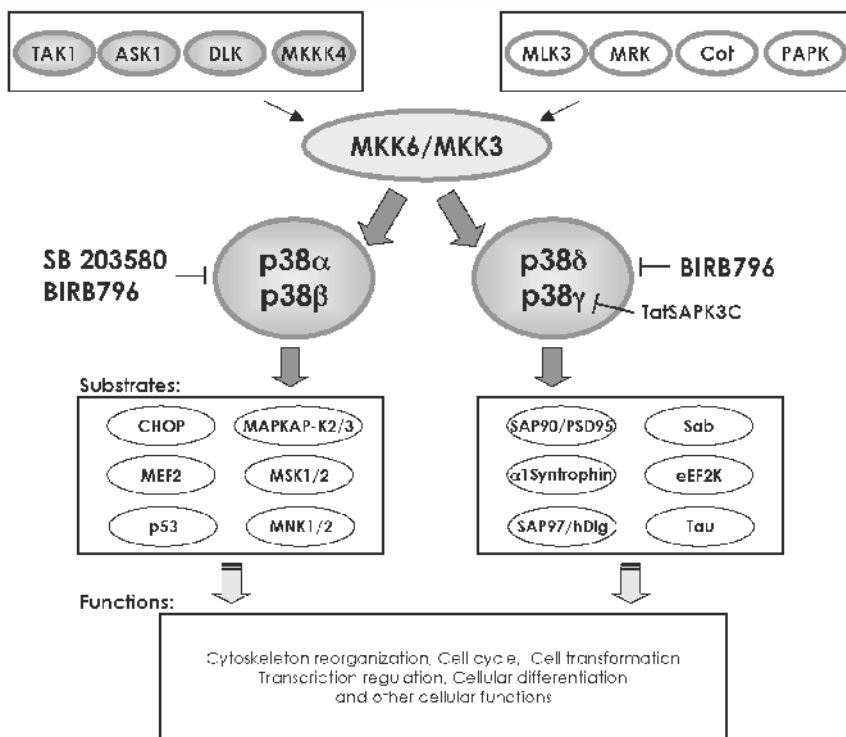 TAK1 ASK1 DLK MKKK4
MLK3 MRK Cot PAPK
MKK6/MKK3
SB 203580
BIRB796
p38α
p38β
p38δ
p38γ
BIRB796
TatSAPK3C
Substrates:
CHOP MAPKAP-K2/3
MEF2 MSK1/2
p53 MNK1/2
SAP90/PSD95 Sab
α1Syntrophin eEF2K
SAP97/hDlg Tau
Functions:
Cytoskeleton reorganization, Cell cycle, Cell transformation
Transcription regulation, Cellular differentiation
and other cellular functions